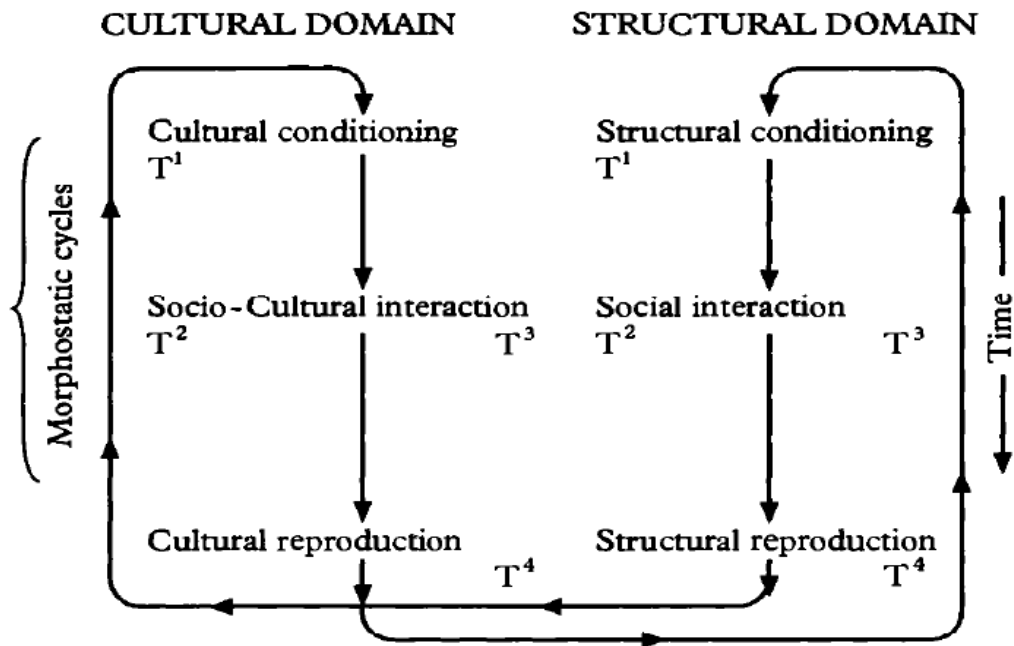 CULTURAL DOMAIN STRUCTURAL DOMAIN
Cultural conditioning Structural conditioning
T¹ T¹
Morphostatic cycles
Socio-Cultural interaction Social interaction
T² T³ T² T³
Time
Cultural reproduction Structural reproduction
T⁴ T⁴